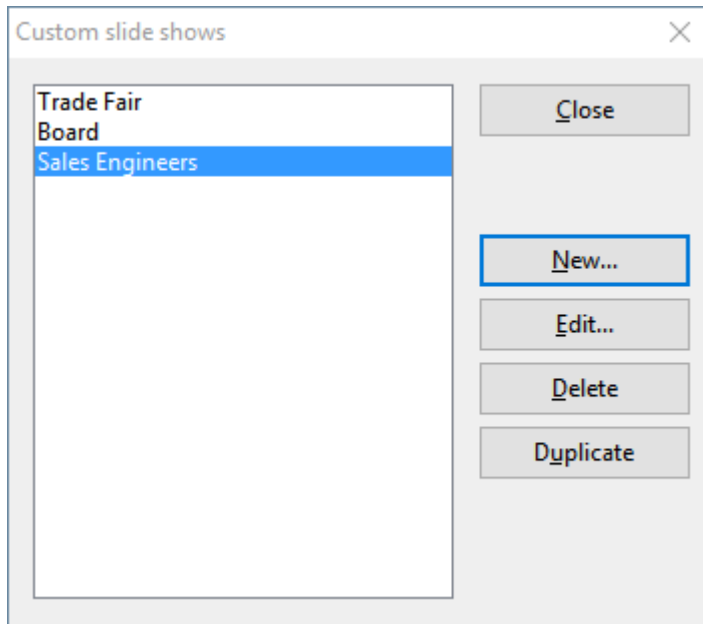 Custom slide shows
Trade Fair
Board
Sales Engineers
Close
New...
Edit...
Delete
Duplicate